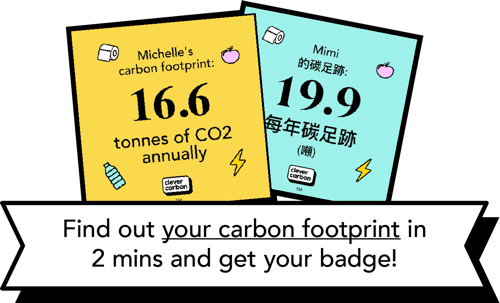 Michelle's
carbon footprint:
16.6
tonnes of CO2
annually
clever
carbon
Mimi
的碳足跡:
19.9
每年碳足跡
(噸)
clever
carbon
Find out your carbon footprint in
2 mins and get your badge!